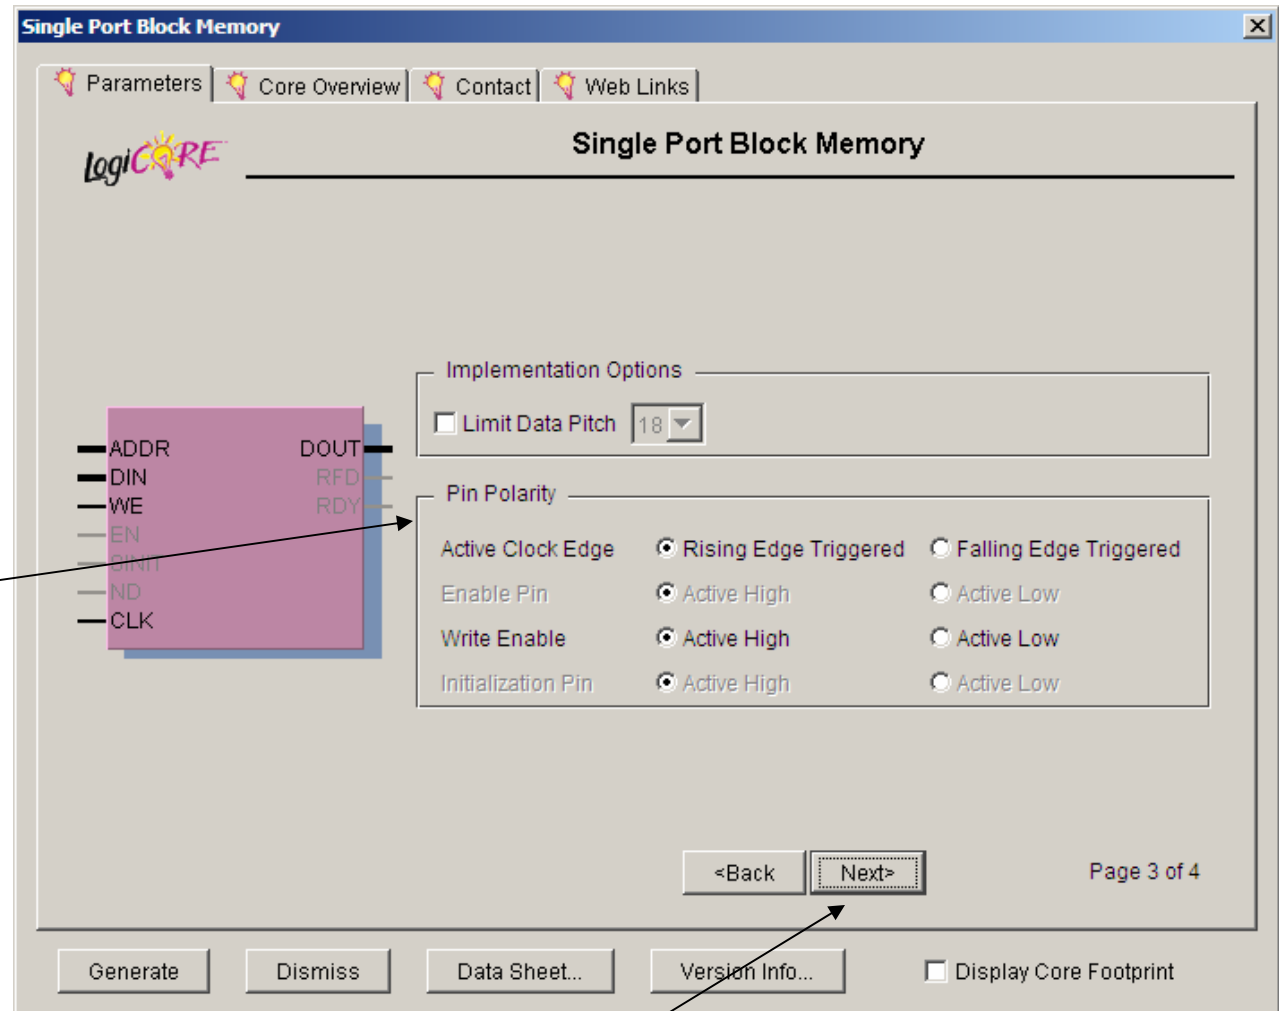 Single Port Block Memory
Parameters Core Overview Contact Web Links
logiCORE
Single Port Block Memory
Implementation Options
Limit Data Pitch 18
ADDR DOUT
DIN RFD
WE RDY
EN
SINIT
ND
CLK
Pin Polarity
Active Clock Edge Rising Edge Triggered Falling Edge Triggered
Enable Pin Active High Active Low
Write Enable Active High Active Low
Initialization Pin Active High Active Low
<Back Next> Page 3 of 4
Generate Dismiss Data Sheet... Version Info... Display Core Footprint